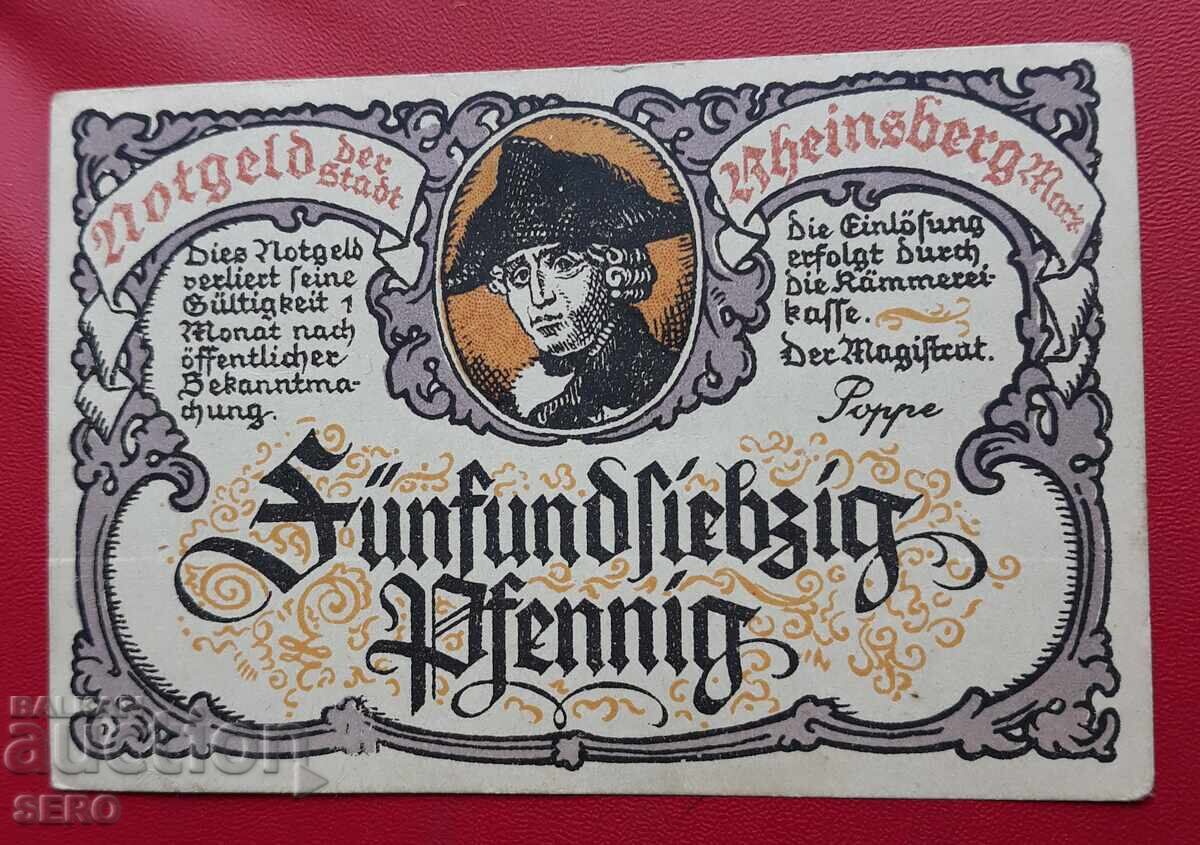 Notgeld der
Stadt
Rheinsberg Mark
Dies Notgeld
verliert seine
Gültigkeit 1
Monat nach
öffentlicher
Bekanntma-
chung.
Die Einlösung
erfolgt durch
die Kämmerei-
kasse.
Der Magistrat.
Poppe
Fünfundsiebzig
Pfennig
BALKAN
auction
SERO